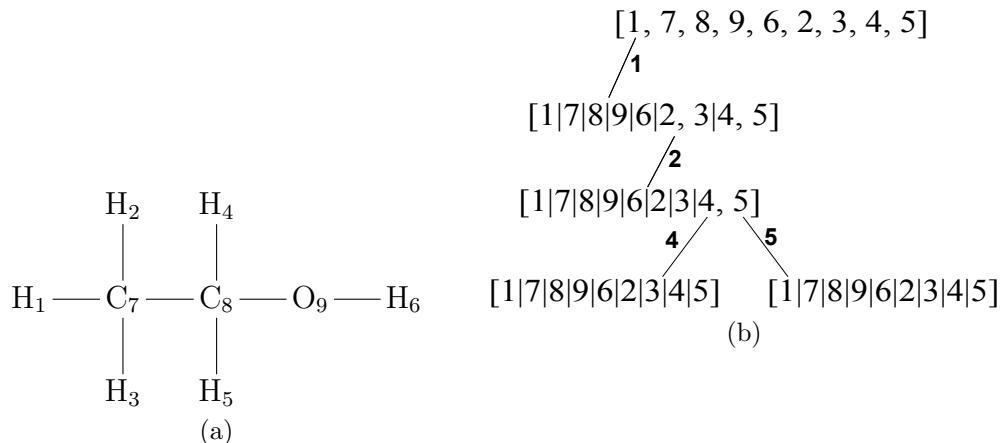 [1, 7, 8, 9, 6, 2, 3, 4, 5]
1
[1|7|8|9|6|2, 3|4, 5]
2
[1|7|8|9|6|2|3|4, 5]
4 5
[1|7|8|9|6|2|3|4|5] [1|7|8|9|6|2|3|4|5]
(b)
H₂ H₄
H₁ C₇ C₈ O₉ H₆
H₃ H₅
(a)